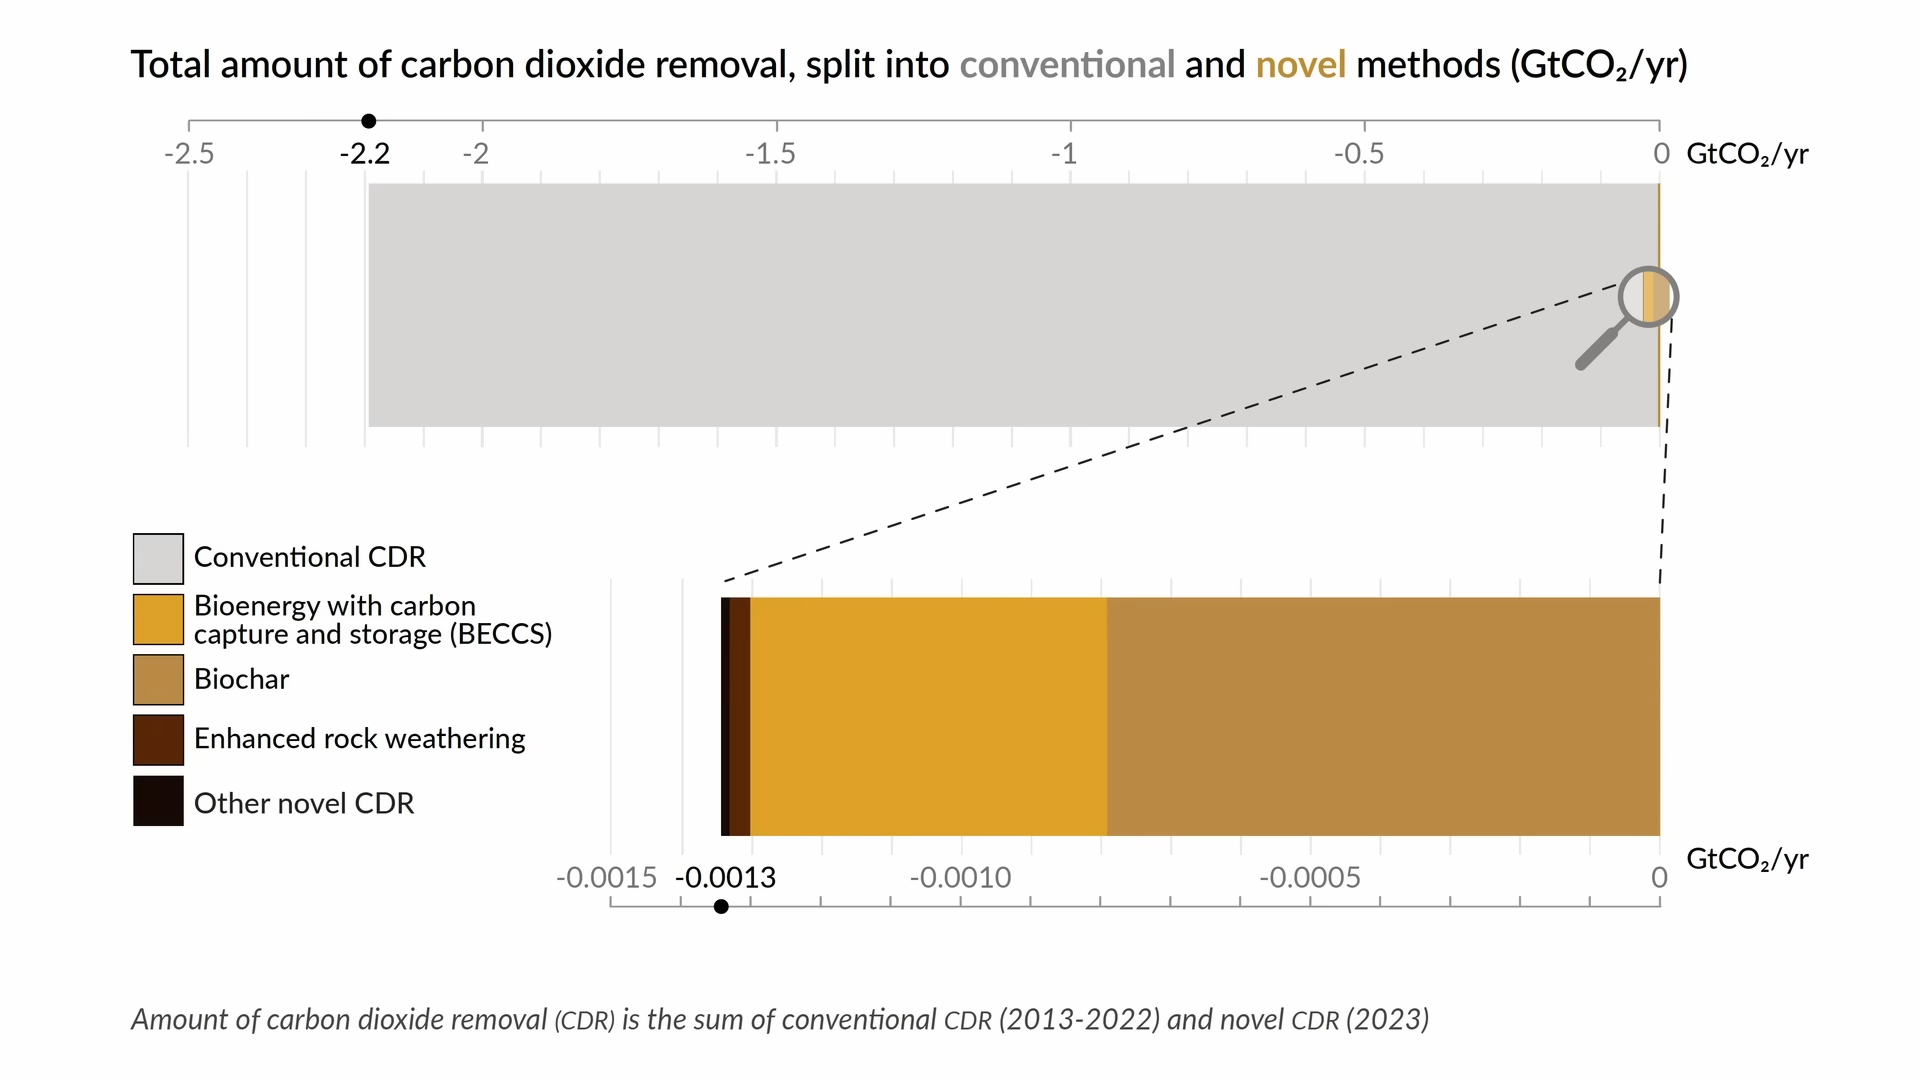 Total amount of carbon dioxide removal, split into conventional and novel methods (GtCO₂/yr)
-2.5 -2.2 -2 -1.5 -1 -0.5 0 GtCO₂/yr
Conventional CDR
Bioenergy with carbon
capture and storage (BECCS)
Biochar
Enhanced rock weathering
Other novel CDR
GtCO₂/yr
-0.0015 -0.0013 -0.0010 -0.0005 0
Amount of carbon dioxide removal (CDR) is the sum of conventional CDR (2013-2022) and novel CDR (2023)